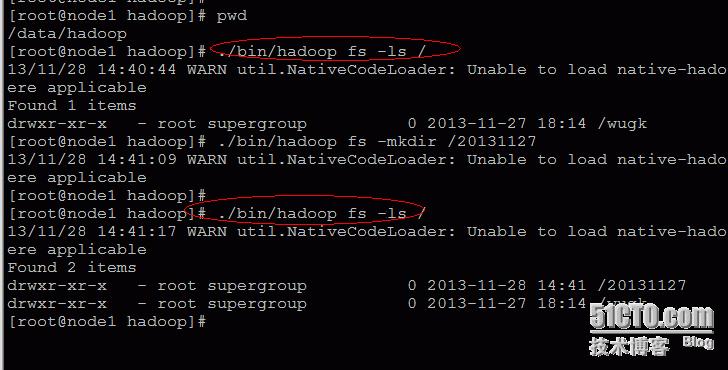 [root@node1 hadoop]# pwd
/data/hadoop
[root@node1 hadoop]# ./bin/hadoop fs -ls /
13/11/28 14:40:44 WARN util.NativeCodeLoader: Unable to load native-hado
ere applicable
Found 1 items
drwxr-xr-x   - root supergroup          0 2013-11-27 18:14 /wugk
[root@node1 hadoop]# ./bin/hadoop fs -mkdir /20131127
13/11/28 14:41:09 WARN util.NativeCodeLoader: Unable to load native-hado
ere applicable
[root@node1 hadoop]#
[root@node1 hadoop]# ./bin/hadoop fs -ls /
13/11/28 14:41:17 WARN util.NativeCodeLoader: Unable to load native-hado
ere applicable
Found 2 items
drwxr-xr-x   - root supergroup          0 2013-11-28 14:41 /20131127
drwxr-xr-x   - root supergroup          0 2013-11-27 18:14 /wugk
[root@node1 hadoop]#
51CTO.com
技术博客 Blog